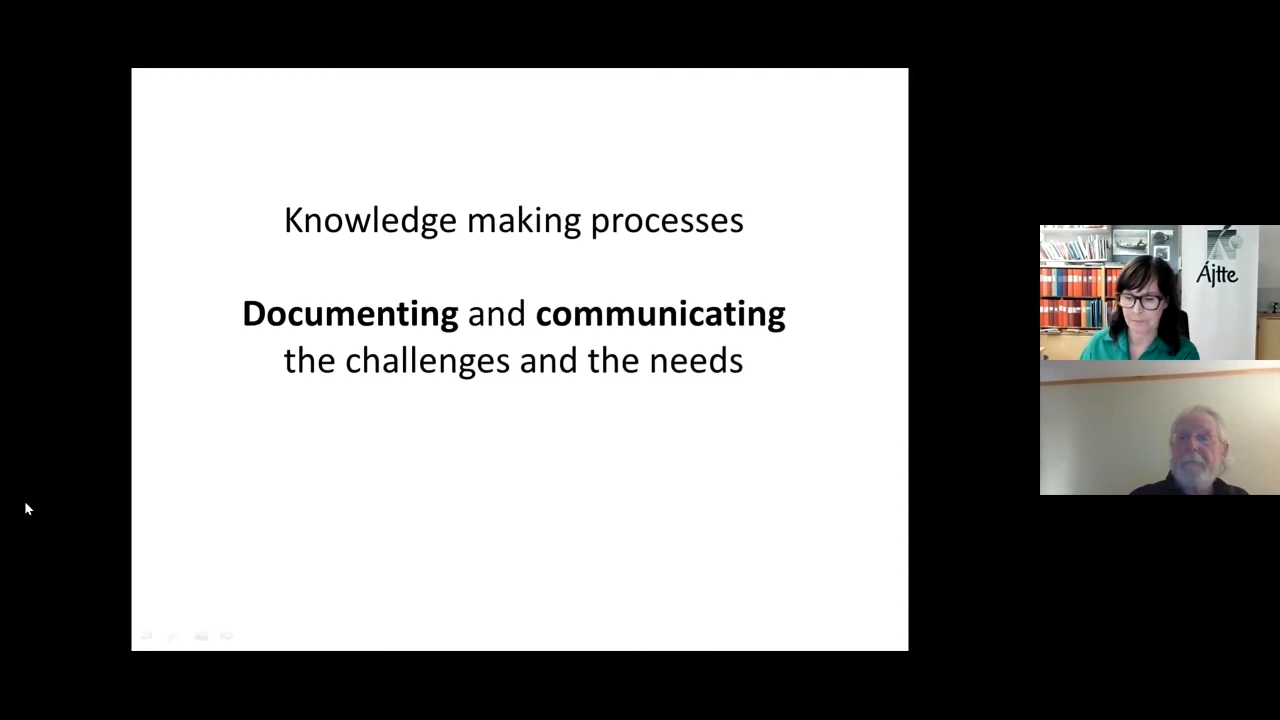 Knowledge making processes
Documenting and communicating
the challenges and the needs
Ájtte